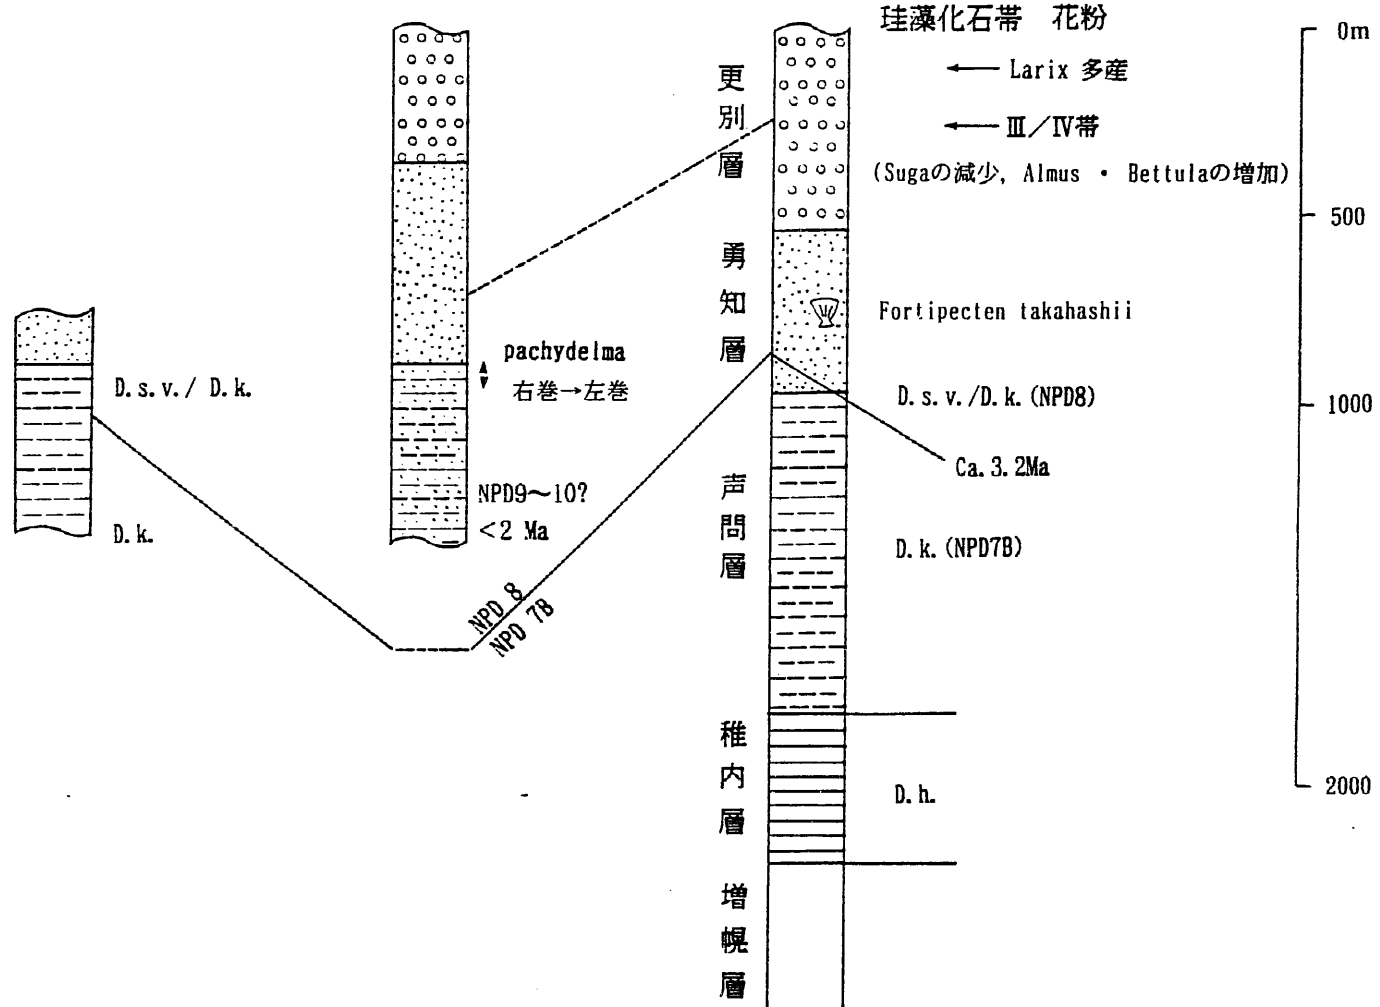 珪藻化石帯 花粉
0m
Larix 多産
Ⅲ／Ⅳ帯
(Sugaの減少, Almus ・ Bettulaの増加)
500
更別層
勇知層
Fortipecten takahashii
pachydelma
右巻→左巻
D.s.v./ D.k.
D.s.v./D.k.(NPD8)
1000
Ca.3.2Ma
声問層
NPD9～10?
<2 Ma
D.k.
D.k.(NPD7B)
NPD 8
NPD 7B
稚内層
D.h.
2000
増幌層